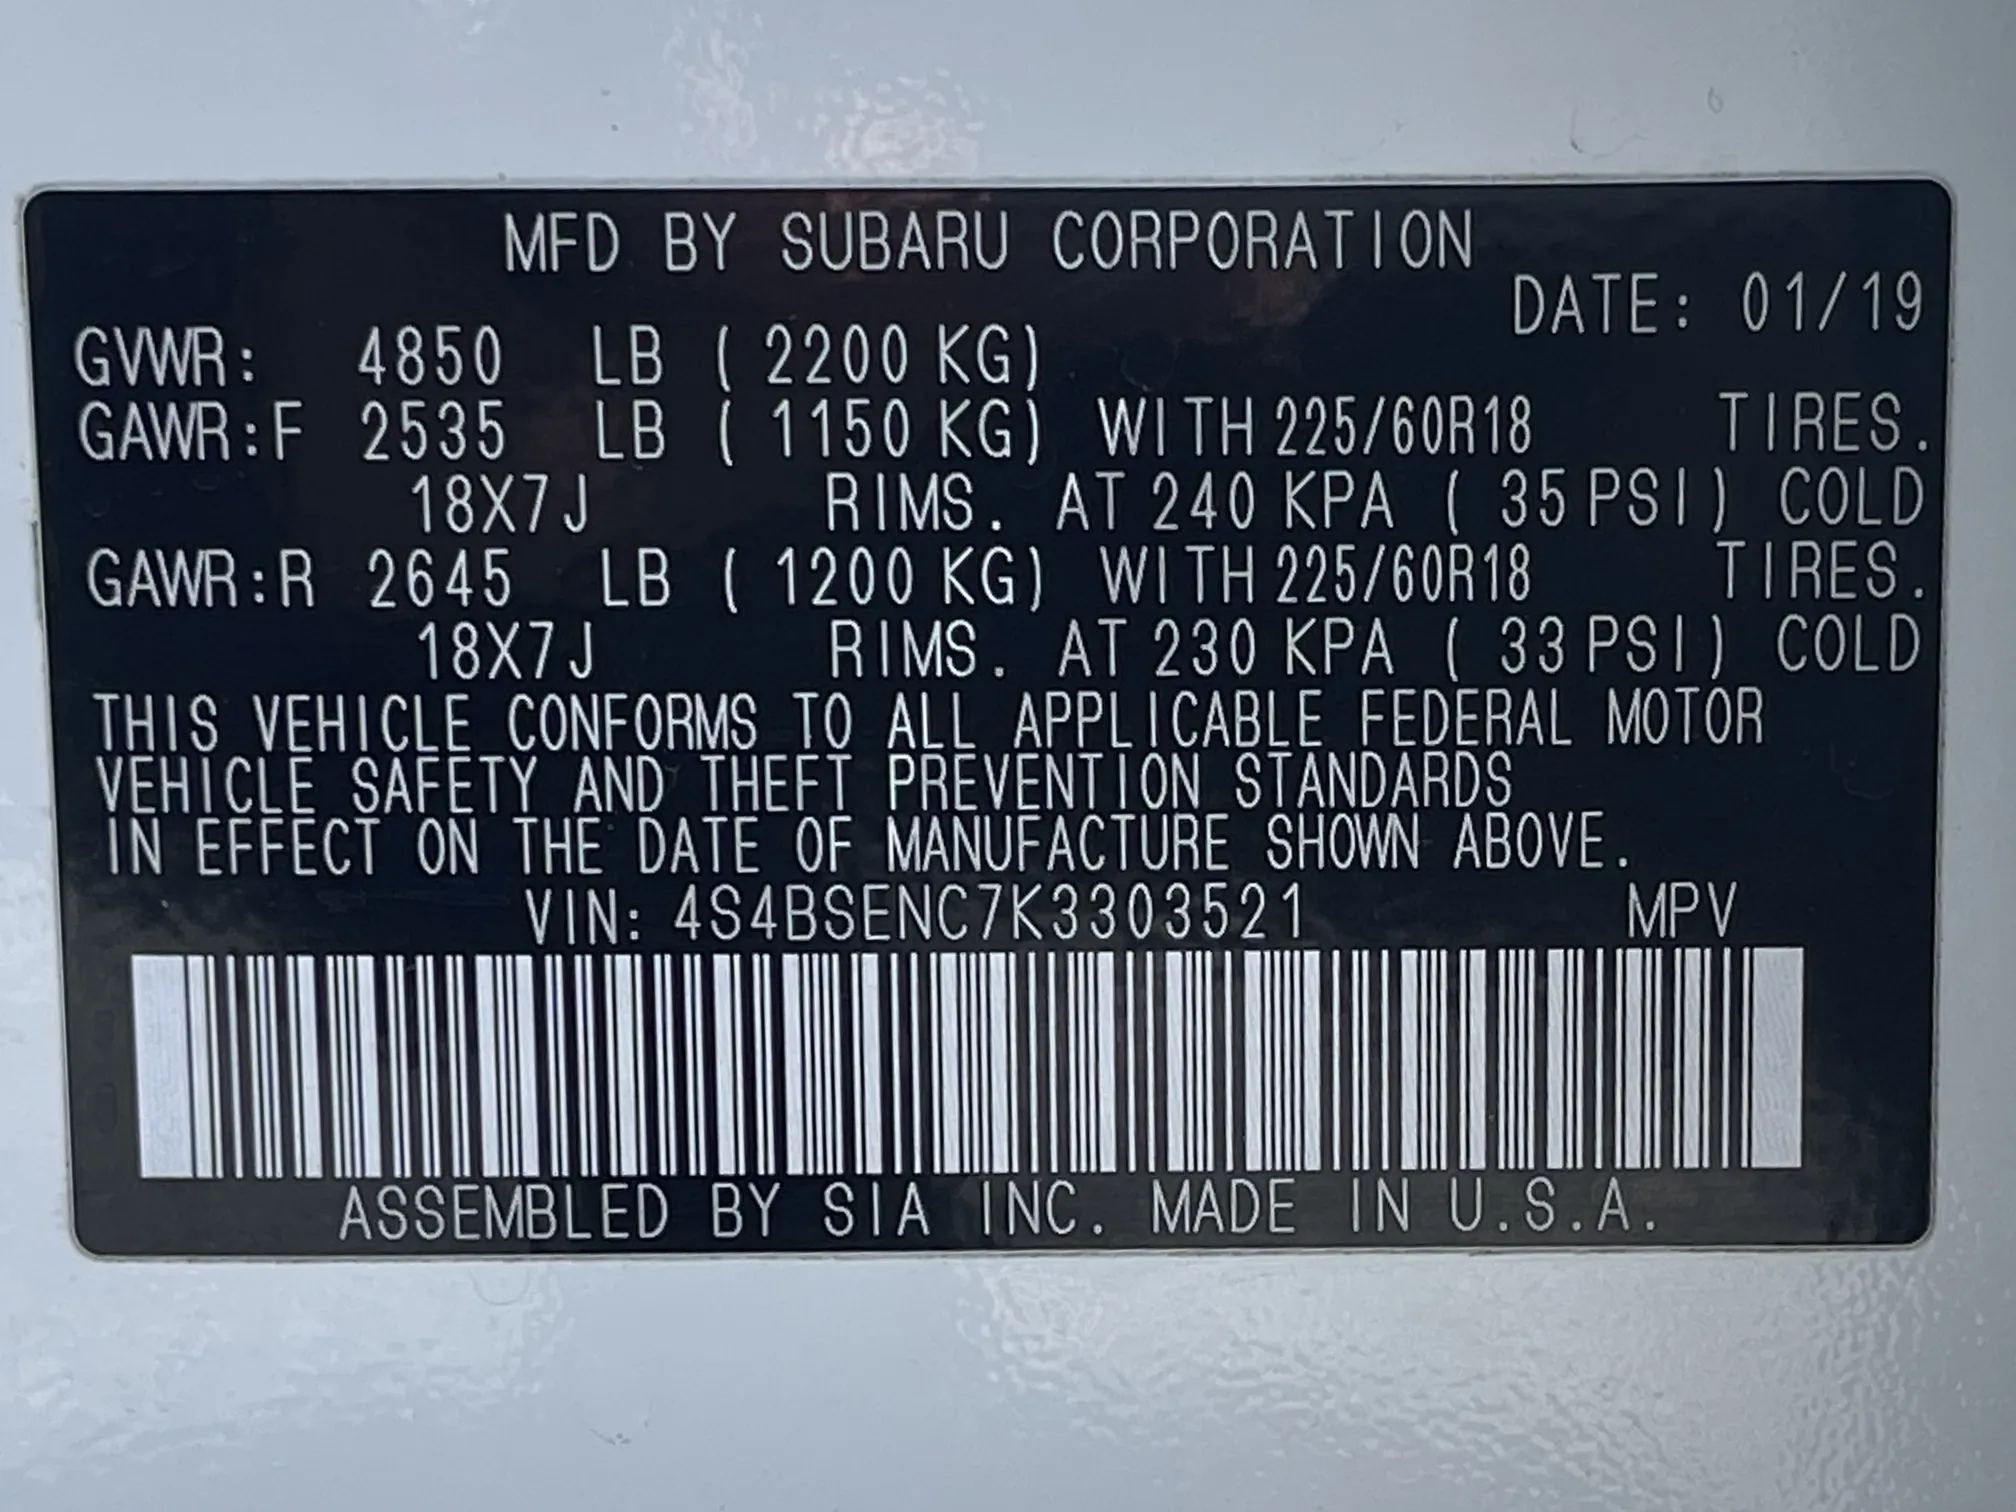 MFD BY SUBARU CORPORATION
DATE: 01/19
GVWR: 4850 LB ( 2200 KG)
GAWR:F 2535 LB ( 1150 KG) WITH 225/60R18 TIRES.
18X7J RIMS. AT 240 KPA ( 35 PSI) COLD
GAWR:R 2645 LB ( 1200 KG) WITH 225/60R18 TIRES.
18X7J RIMS. AT 230 KPA ( 33 PSI) COLD
THIS VEHICLE CONFORMS TO ALL APPLICABLE FEDERAL MOTOR
VEHICLE SAFETY AND THEFT PREVENTION STANDARDS
IN EFFECT ON THE DATE OF MANUFACTURE SHOWN ABOVE.
VIN: 4S4BSENC7K3303521 MPV
ASSEMBLED BY SIA INC. MADE IN U.S.A.